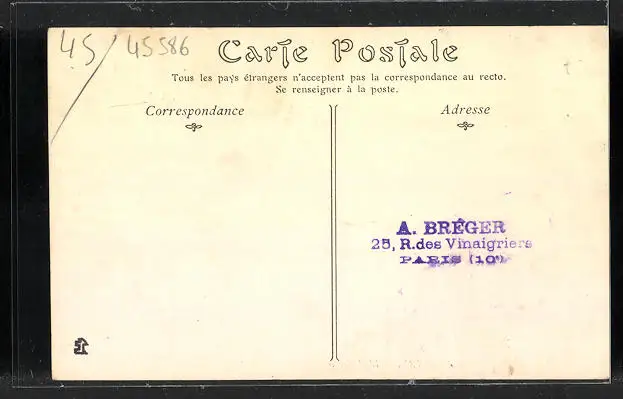 45/45586
Carte Postale
Tous les pays étrangers n'acceptent pas la correspondance au recto.
Se renseigner à la poste.
Correspondance
Adresse
A. BRÉGER
25, R.des Vinaigriers
PARIS (10e)